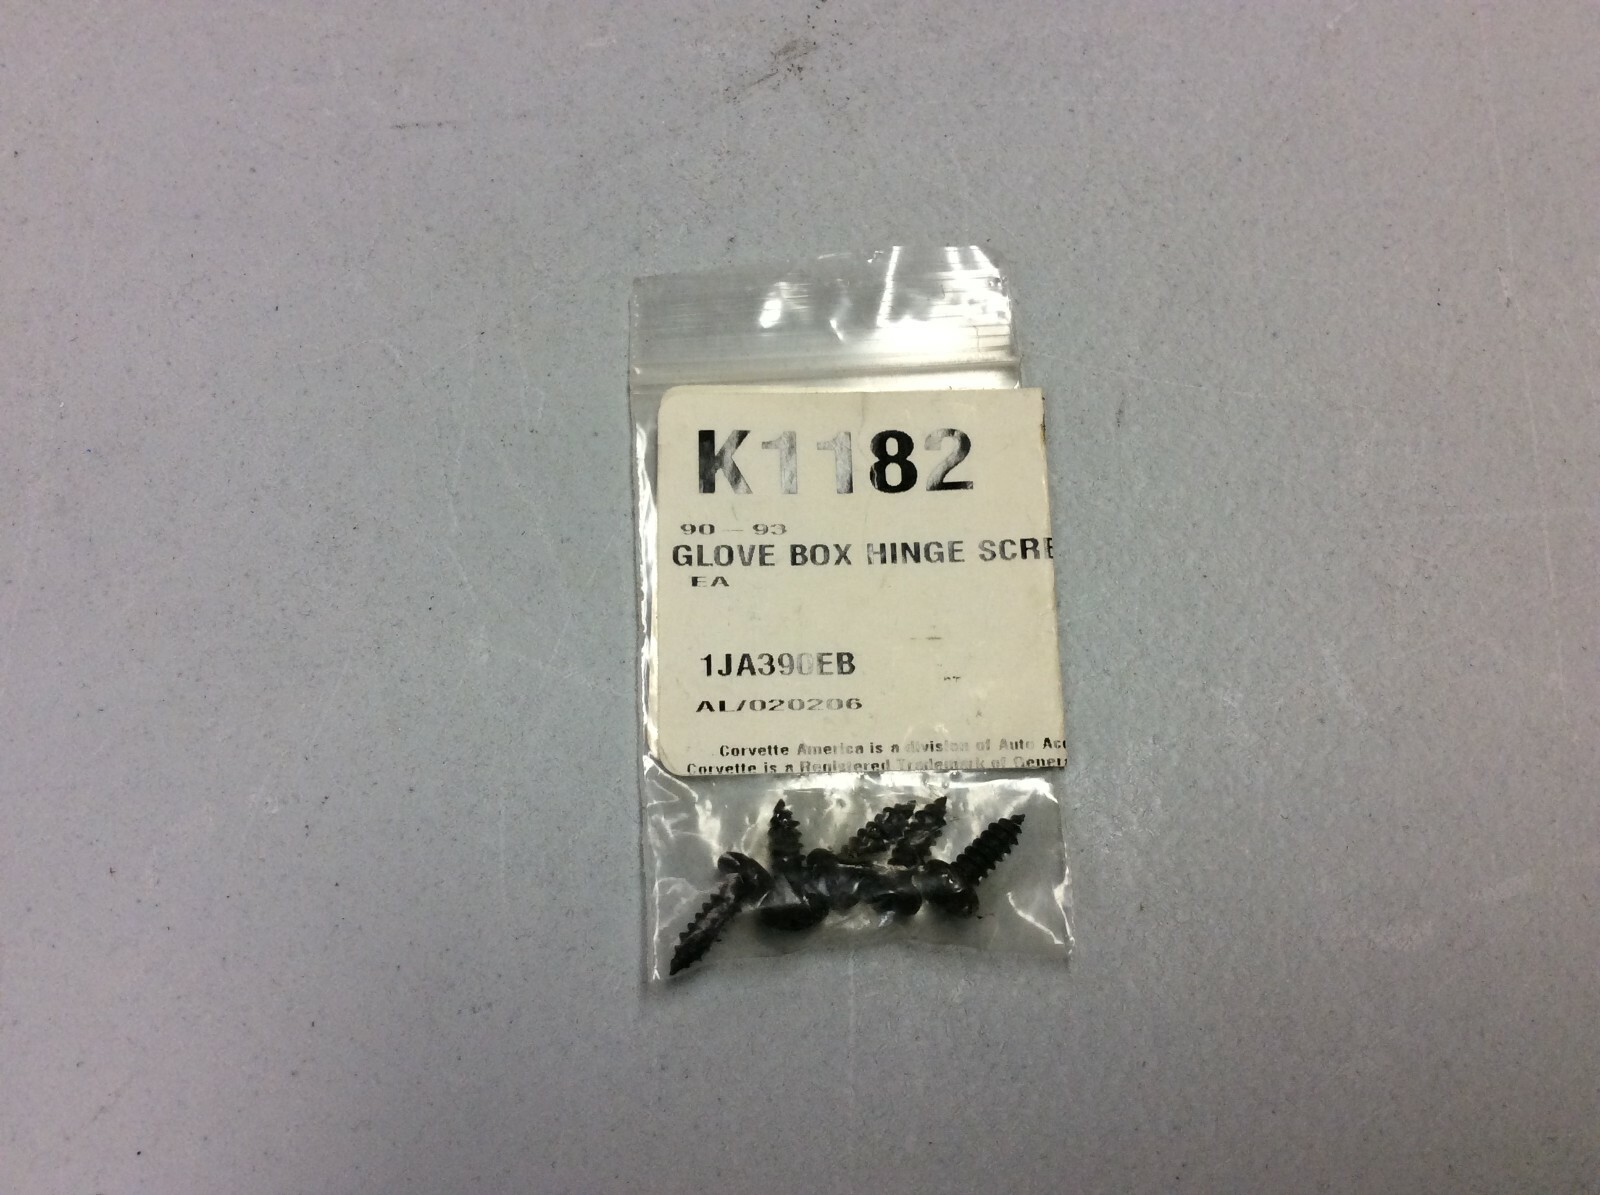 K1182
90 - 93
GLOVE BOX HINGE SCRE
EA
1JA390EB
AL/020206
Corvette America is a division of Auto Acc
Corvette is a Registered Trademark of Gener